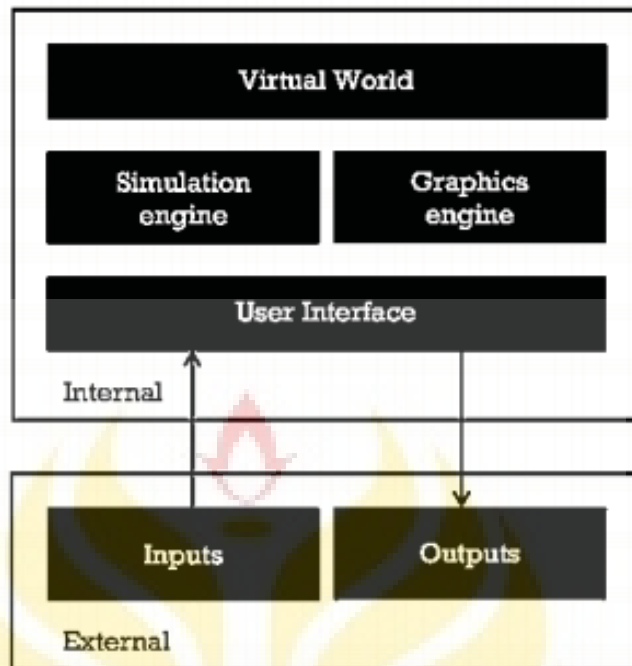 Virtual World
Simulation
engine
Graphics
engine
User Interface
Internal
Inputs
Outputs
External